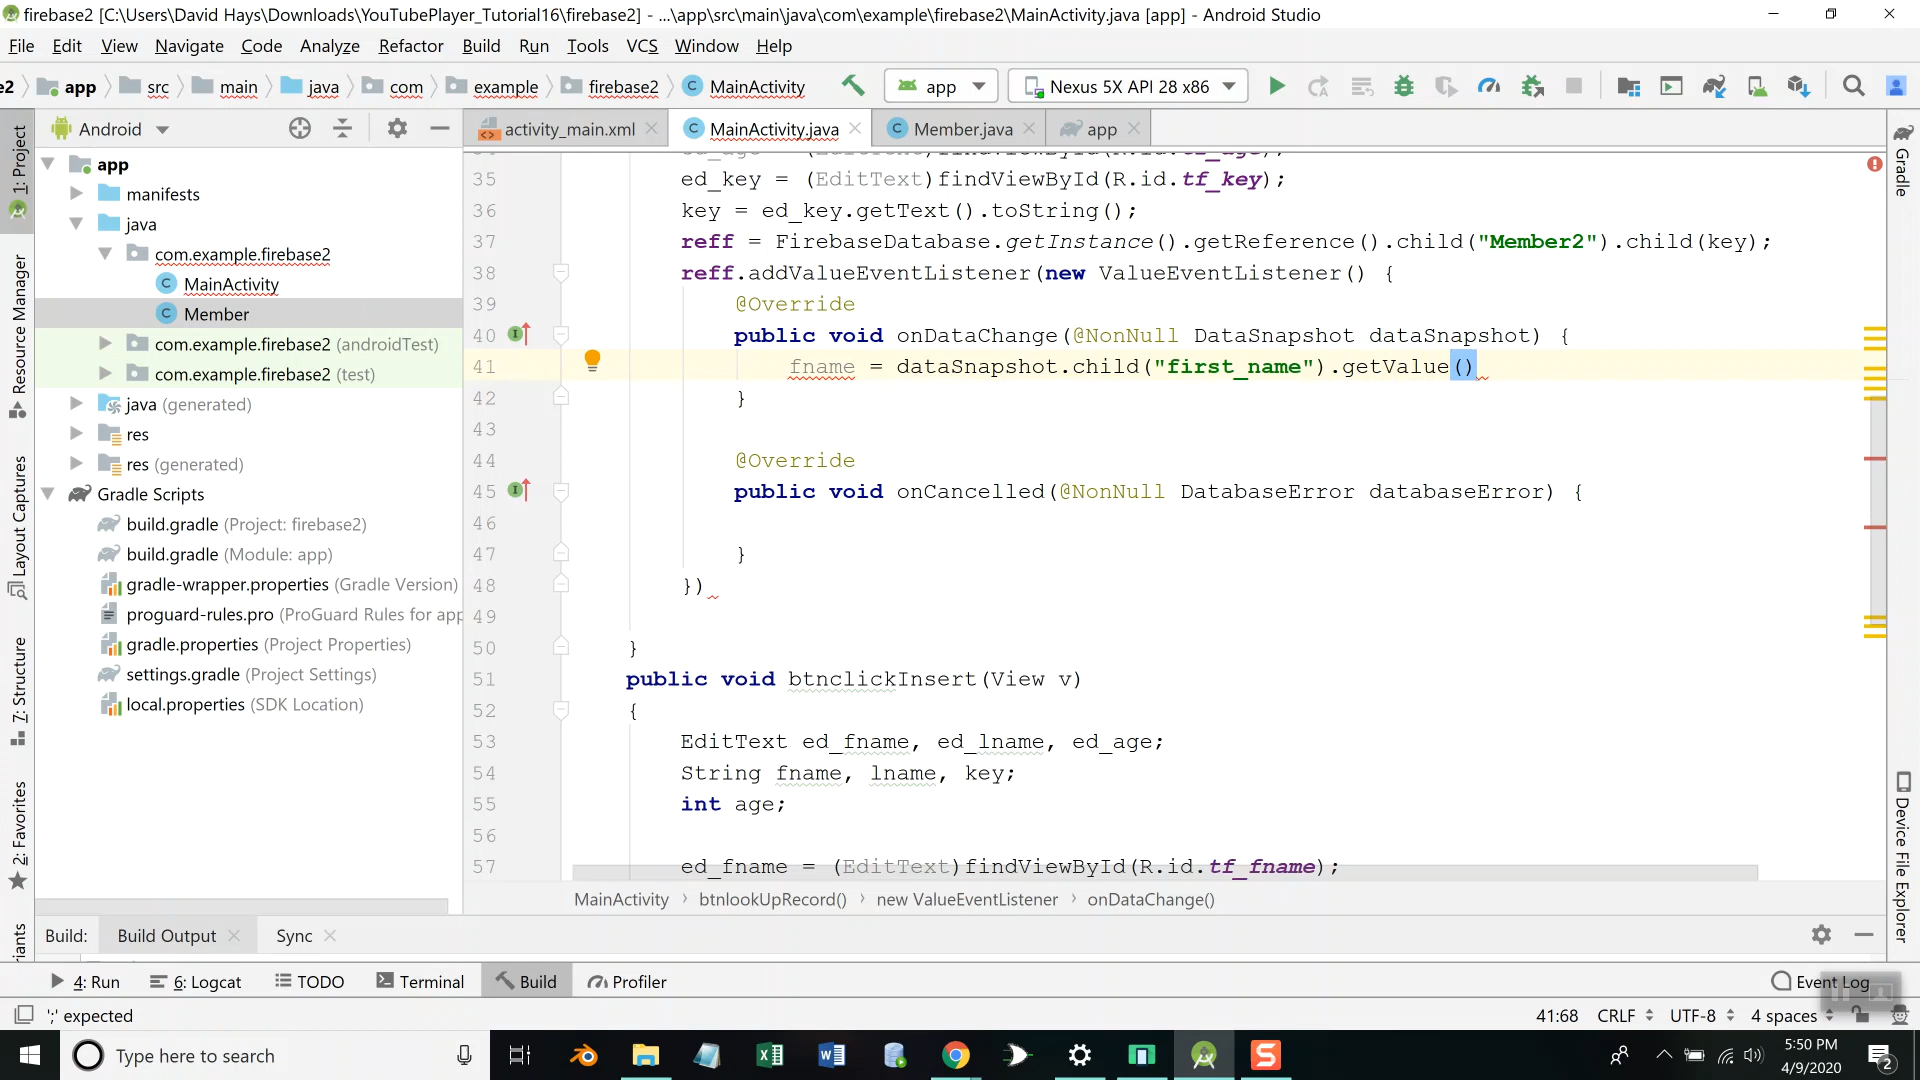 firebase2 [C:\Users\David Hays\Downloads\YouTubePlayer_Tutorial16\firebase2] - ...\app\src\main\java\com\example\firebase2\MainActivity.java [app] - Android Studio
File Edit View Navigate Code Analyze Refactor Build Run Tools VCS Window Help
e2 app src main java com example firebase2 MainActivity app Nexus 5X API 28 x86
Android activity_main.xml MainActivity.java Member.java app
1: Project
Resource Manager
Layout Captures
7: Structure
2: Favorites
iants
app
manifests
java
com.example.firebase2
MainActivity
Member
com.example.firebase2 (androidTest)
com.example.firebase2 (test)
java (generated)
res
res (generated)
Gradle Scripts
build.gradle (Project: firebase2)
build.gradle (Module: app)
gradle-wrapper.properties (Gradle Version)
proguard-rules.pro (ProGuard Rules for app
gradle.properties (Project Properties)
settings.gradle (Project Settings)
local.properties (SDK Location)
35 ed_key = (EditText)findViewById(R.id.tf_key);
36 key = ed_key.getText().toString();
37 reff = FirebaseDatabase.getInstance().getReference().child("Member2").child(key);
38 reff.addValueEventListener(new ValueEventListener() {
39 @Override
40 public void onDataChange(@NonNull DataSnapshot dataSnapshot) {
41 fname = dataSnapshot.child("first_name").getValue()
42 }
43
44 @Override
45 public void onCancelled(@NonNull DatabaseError databaseError) {
46
47 }
48 })
49
50 }
51 public void btnclickInsert(View v)
52 {
53 EditText ed_fname, ed_lname, ed_age;
54 String fname, lname, key;
55 int age;
56
57 ed_fname = (EditText)findViewById(R.id.tf_fname);
MainActivity › btnlookUpRecord() › new ValueEventListener › onDataChange()
Gradle
Device File Explorer
Build: Build Output Sync
4: Run 6: Logcat TODO Terminal Build Profiler Event Log
';' expected 41:68 CRLF UTF-8 4 spaces
Type here to search
5:50 PM
4/9/2020
2